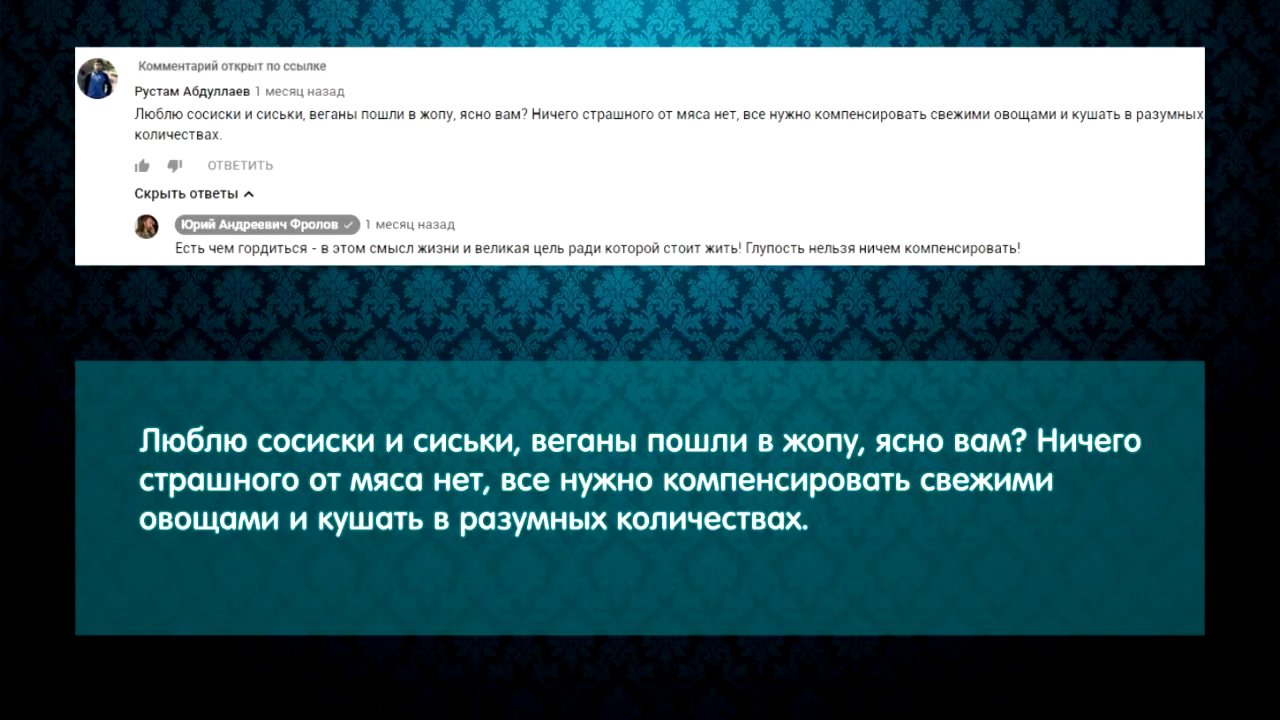 Комментарий открыт по ссылке
Рустам Абдуллаев 1 месяц назад
Люблю сосиски и сиськи, веганы пошли в жопу, ясно вам? Ничего страшного от мяса нет, все нужно компенсировать свежими овощами и кушать в разумных
количествах.
ОТВЕТИТЬ
Скрыть ответы
Юрий Андреевич Фролов 1 месяц назад
Есть чем гордиться - в этом смысл жизни и великая цель ради которой стоит жить! Глупость нельзя ничем компенсировать!
Люблю сосиски и сиськи, веганы пошли в жопу, ясно вам? Ничего
страшного от мяса нет, все нужно компенсировать свежими
овощами и кушать в разумных количествах.